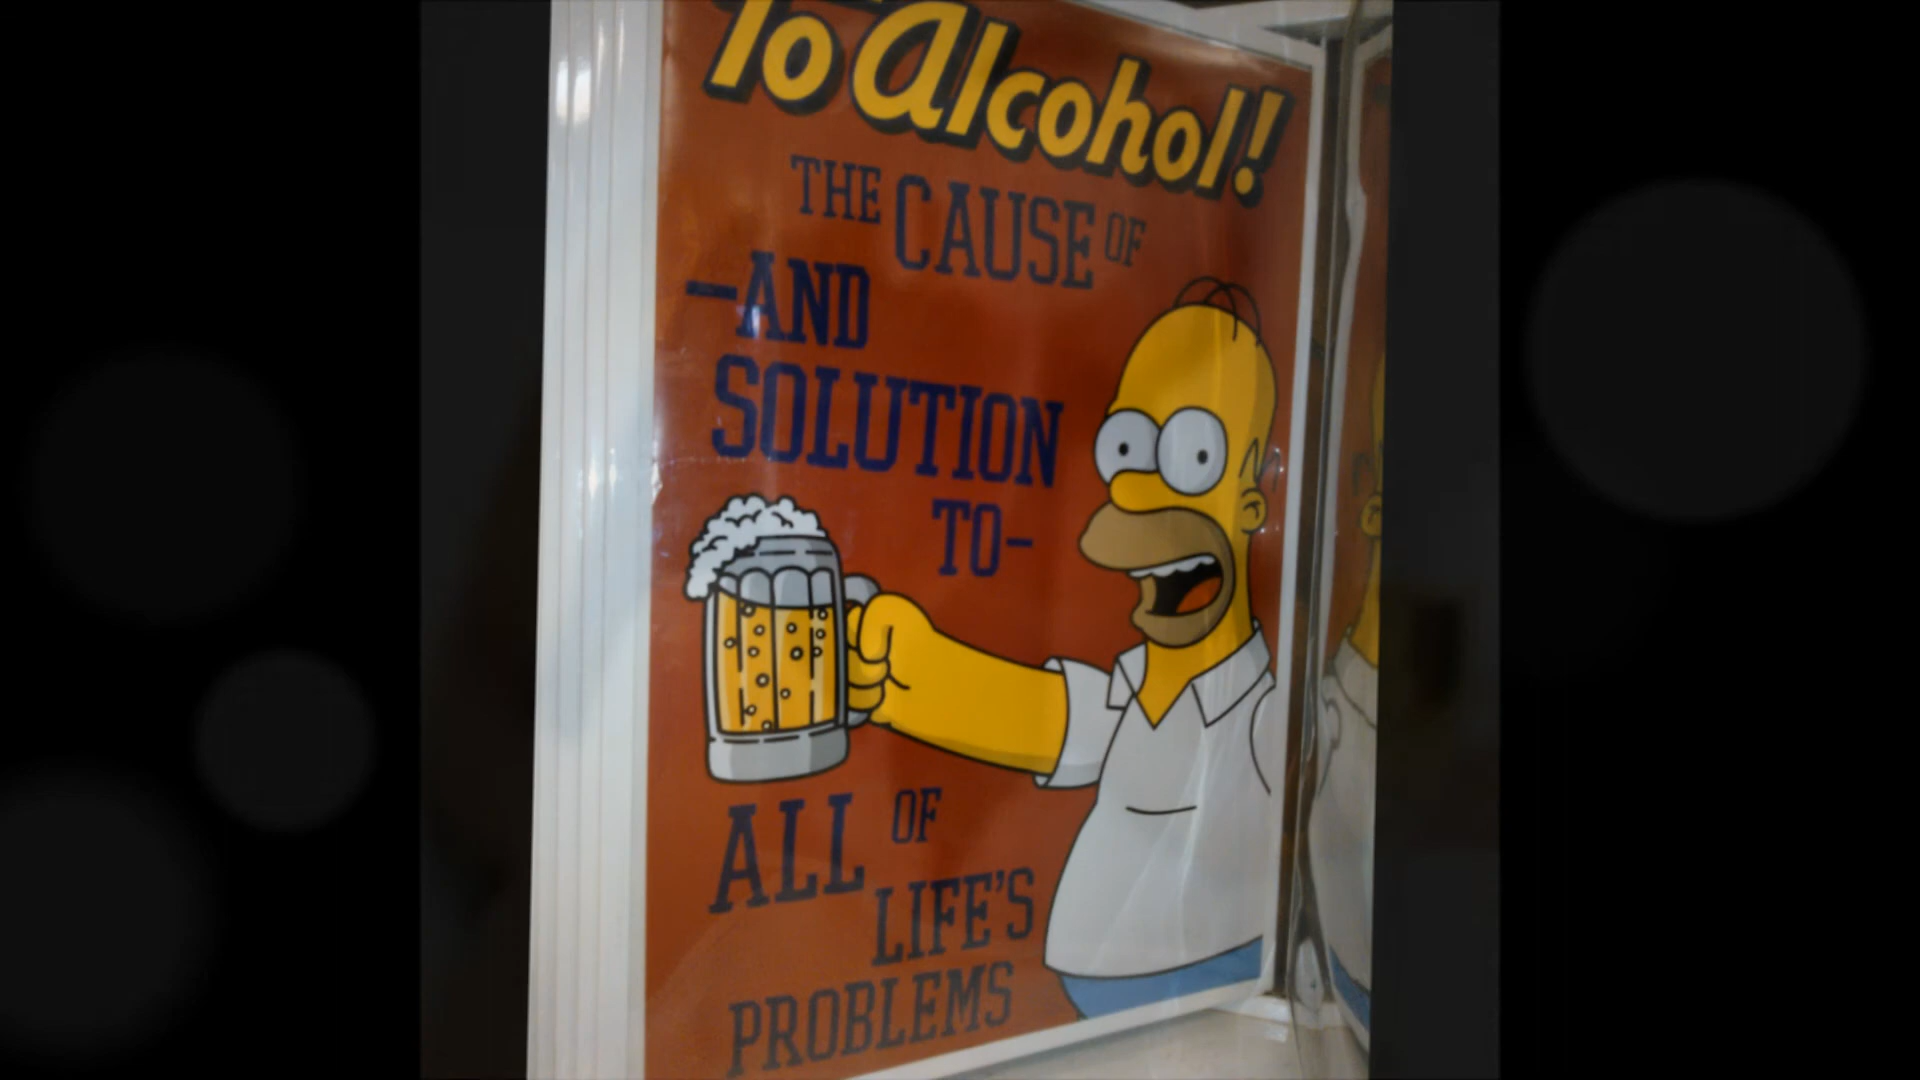 To Alcohol!
THE CAUSE OF
—AND
SOLUTION
TO-
ALL OF
LIFE'S
PROBLEMS